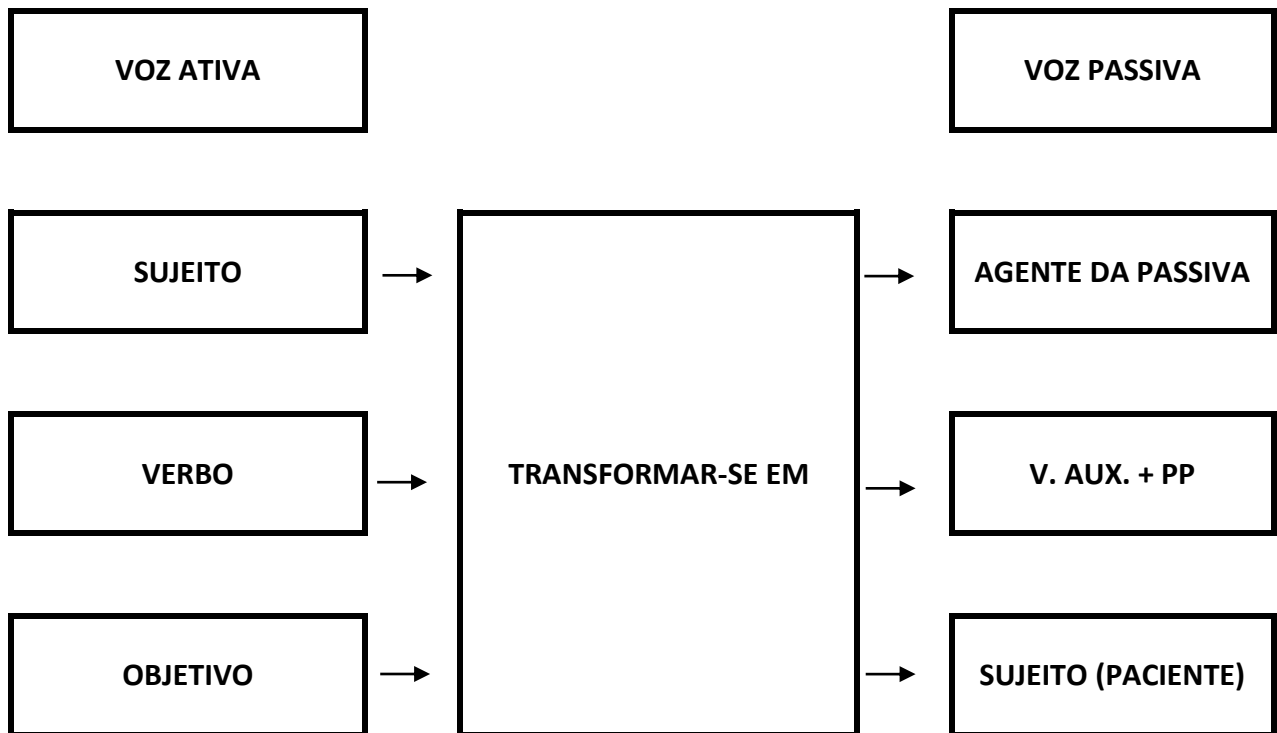 VOZ ATIVA
VOZ PASSIVA
SUJEITO
AGENTE DA PASSIVA
VERBO
TRANSFORMAR-SE EM
V. AUX. + PP
OBJETIVO
SUJEITO (PACIENTE)